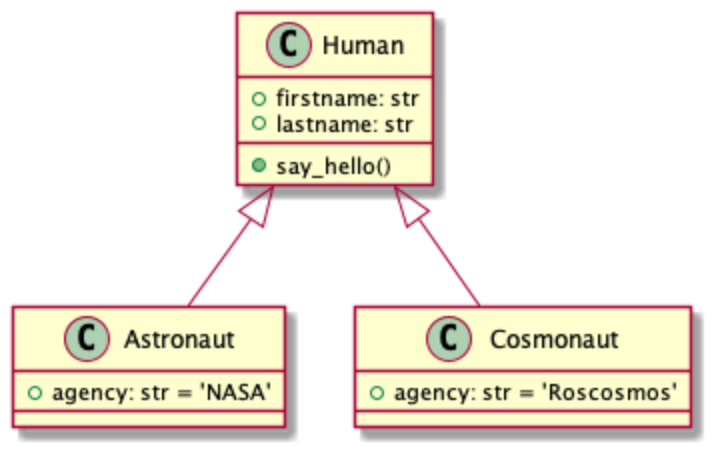 C Human
firstname: str
lastname: str
say_hello()
C Astronaut
agency: str = 'NASA'
C Cosmonaut
agency: str = 'Roscosmos'